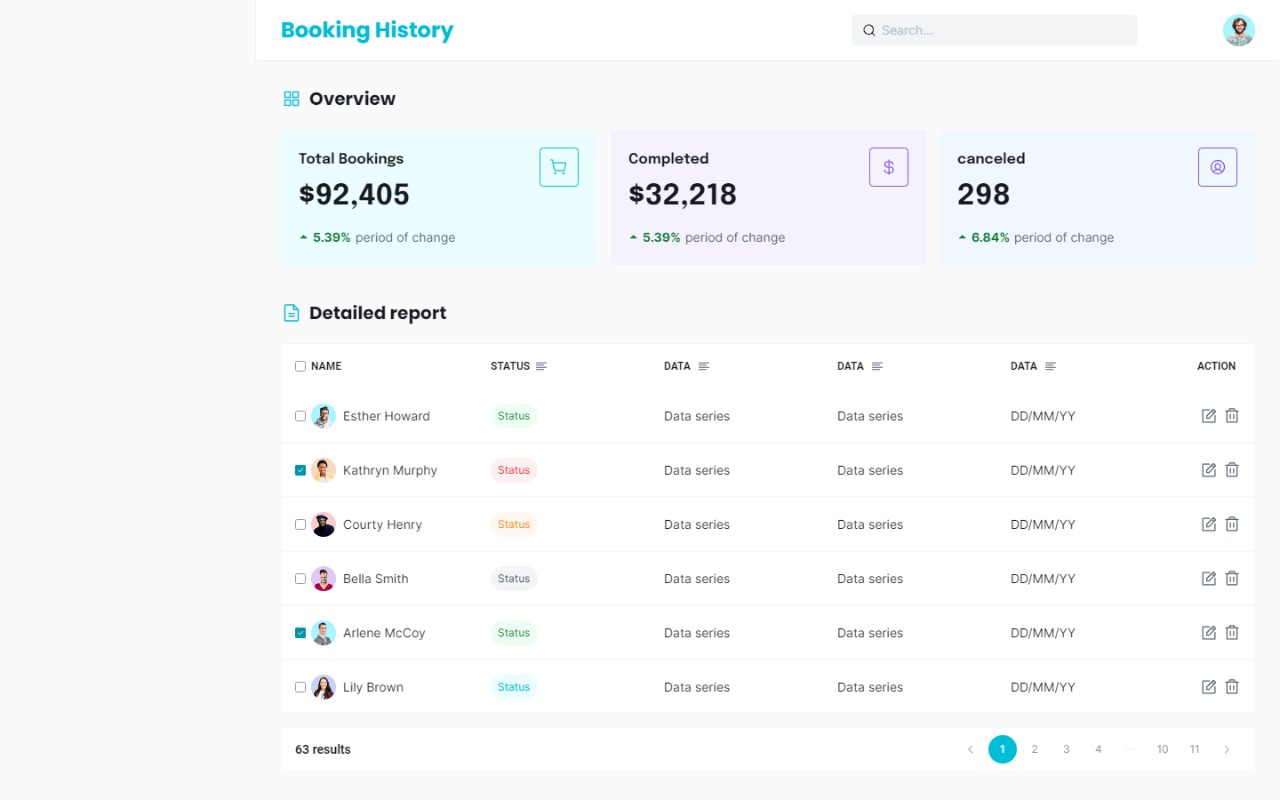 Booking History
Search...
Overview
Total Bookings
$92,405
5.39% period of change
Completed
$32,218
5.39% period of change
canceled
298
6.84% period of change
Detailed report
NAME STATUS DATA DATA DATA ACTION
Esther Howard Status Data series Data series DD/MM/YY
Kathryn Murphy Status Data series Data series DD/MM/YY
Courty Henry Status Data series Data series DD/MM/YY
Bella Smith Status Data series Data series DD/MM/YY
Arlene McCoy Status Data series Data series DD/MM/YY
Lily Brown Status Data series Data series DD/MM/YY
63 results 1 2 3 4 ... 10 11